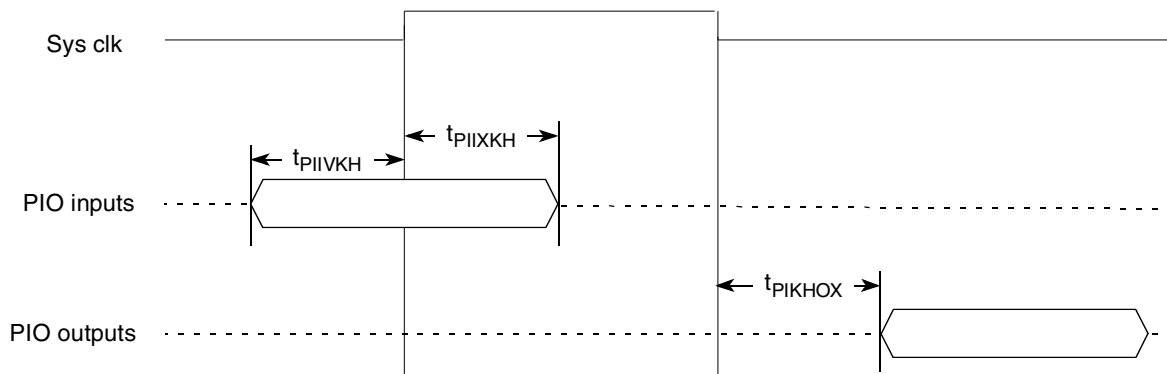 Sys clk
tPIIXKH
tPIIVKH
PIO inputs
tPIKHOX
PIO outputs